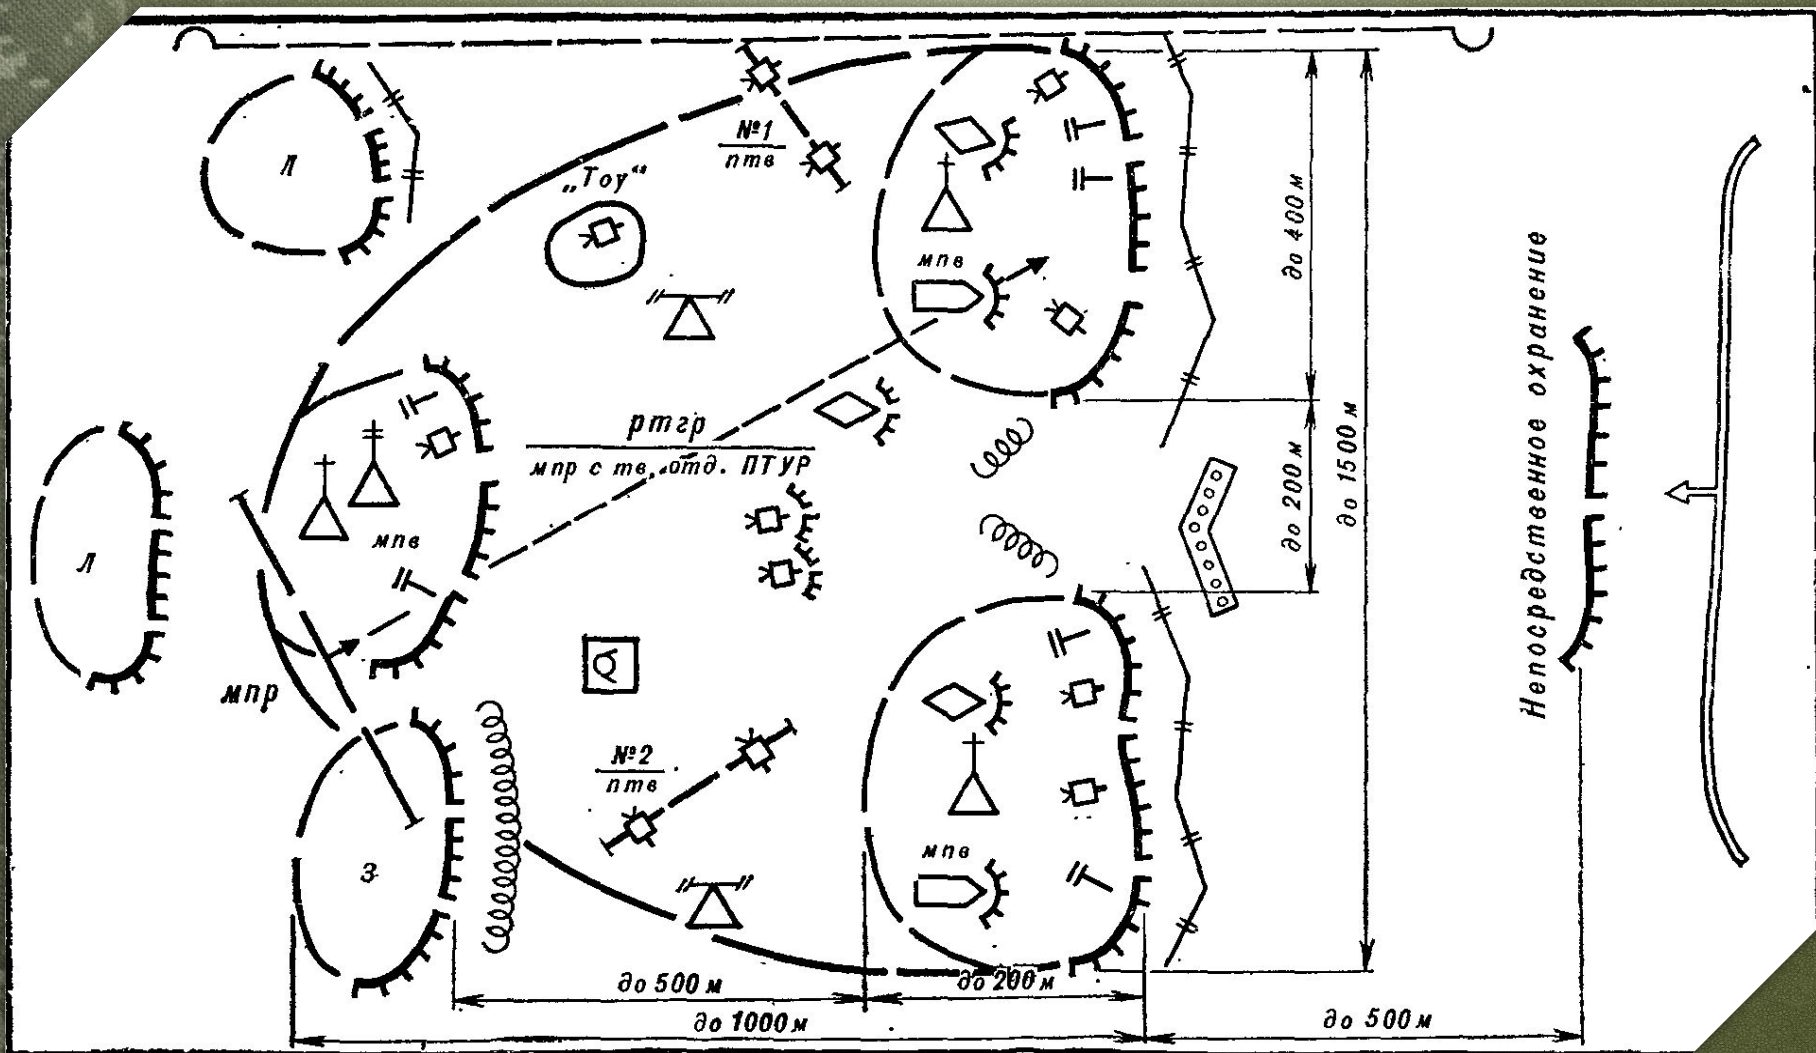 Л
„Тоу“
№1
птв
мпв
до 400 м
Непосредственное охранение
ртгр
мпр с тв, отд. ПТУР
до 200 м
до 1500 м
Л
мпв
мпр
№2
птв
мпв
З
до 500 м
до 200 м
до 1000 м
до 500 м